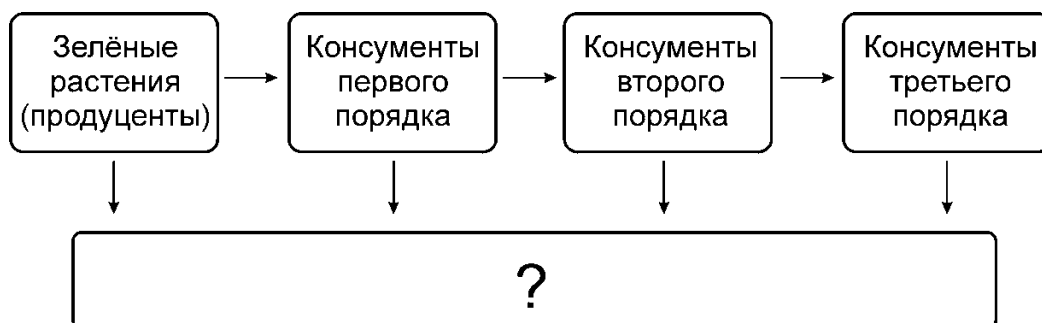 Зелёные
растения
(продуценты)
Консументы
первого
порядка
Консументы
второго
порядка
Консументы
третьего
порядка
?